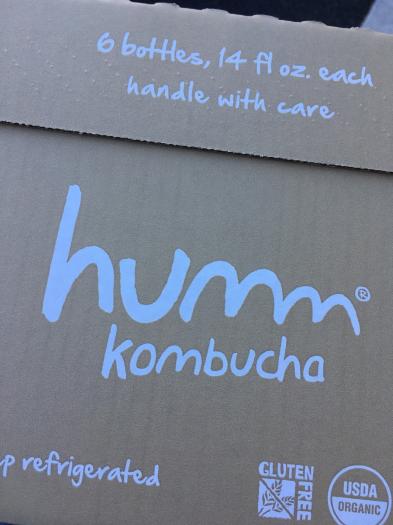 6 bottles, 14 fl oz. each
handle with care
humm®
kombucha
p refrigerated
GLUTEN
FREE
USDA
ORGANIC